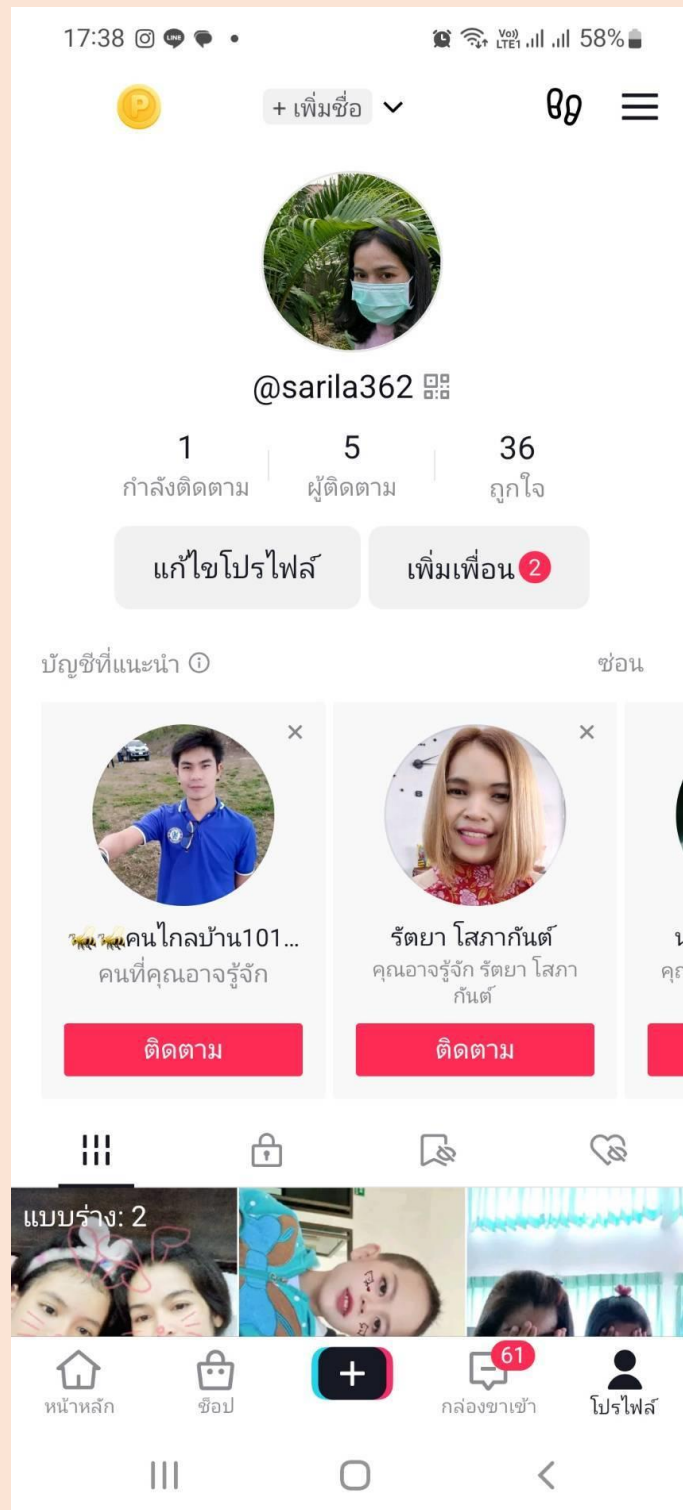 17:38 LINE Vo)) LTE1 58%
P + เพิ่มชื่อ
@sarila362
1 5 36
กำลังติดตาม ผู้ติดตาม ถูกใจ
แก้ไขโปรไฟล์ เพิ่มเพื่อน 2
บัญชีที่แนะนำ ซ่อน
🐝🐝คนไกลบ้าน101... รัตยา โสภากันต์
คนที่คุณอาจรู้จัก คุณอาจรู้จัก รัตยา โสภา
กันต์
ติดตาม ติดตาม
แบบร่าง: 2
61
หน้าหลัก ช็อป กล่องขาเข้า โปรไฟล์